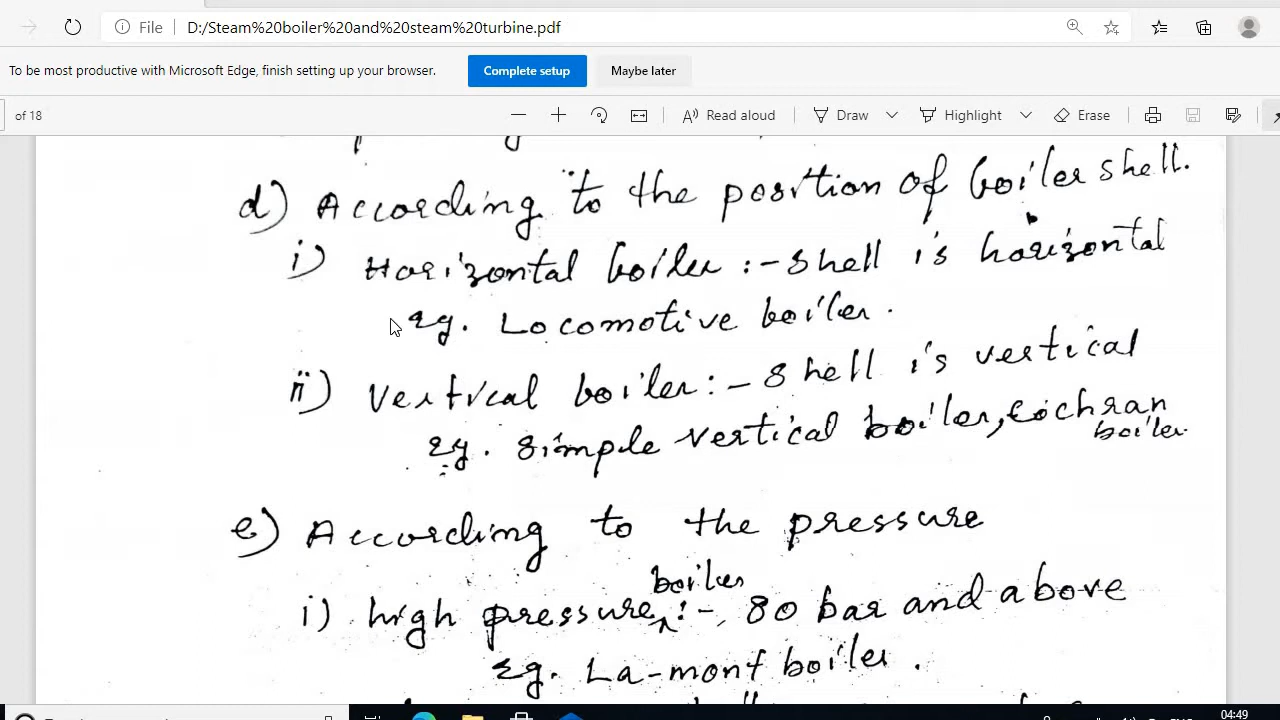 File D:/Steam%20boiler%20and%20steam%20turbine.pdf
To be most productive with Microsoft Edge, finish setting up your browser. Complete setup Maybe later
of 18 Read aloud Draw Highlight Erase
d) According to the position of boiler shell.
i) Horizontal boiler :- Shell is horizontal
eg. Locomotive boiler.
ii) Vertical boiler :- Shell is vertical
eg. Simple vertical boiler, Cochran boiler.
e) According to the pressure
i) high pressure boiler :- 80 bar and above
eg. La-mont boiler.
04:49